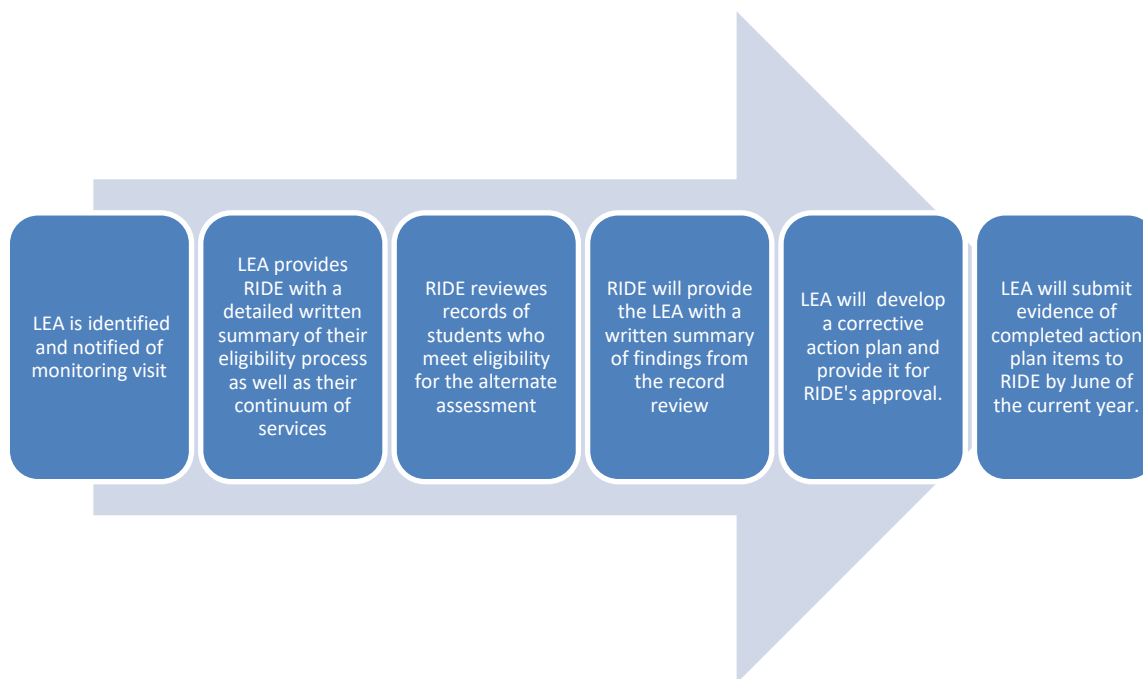 LEA is identified
and notified of
monitoring visit
LEA provides
RIDE with a
detailed written
summary of their
eligibility process
as well as their
continuum of
services
RIDE reviewes
records of
students who
meet eligibility
for the alternate
assessment
RIDE will provide
the LEA with a
written summary
of findings from
the record
review
LEA will  develop
a corrective
action plan and
provide it for
RIDE's approval.
LEA will submit
evidence of
completed action
plan items to
RIDE by June of
the current year.